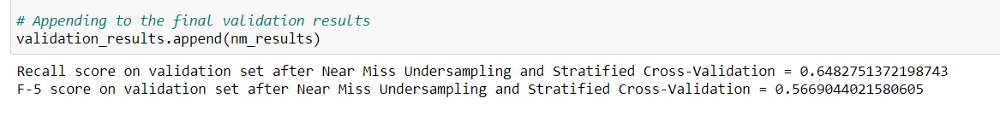 # Appending to the final validation results
validation_results.append(nm_results)
Recall score on validation set after Near Miss Undersampling and Stratified Cross-Validation = 0.6482751372198743
F-5 score on validation set after Near Miss Undersampling and Stratified Cross-Validation = 0.5669044021580605